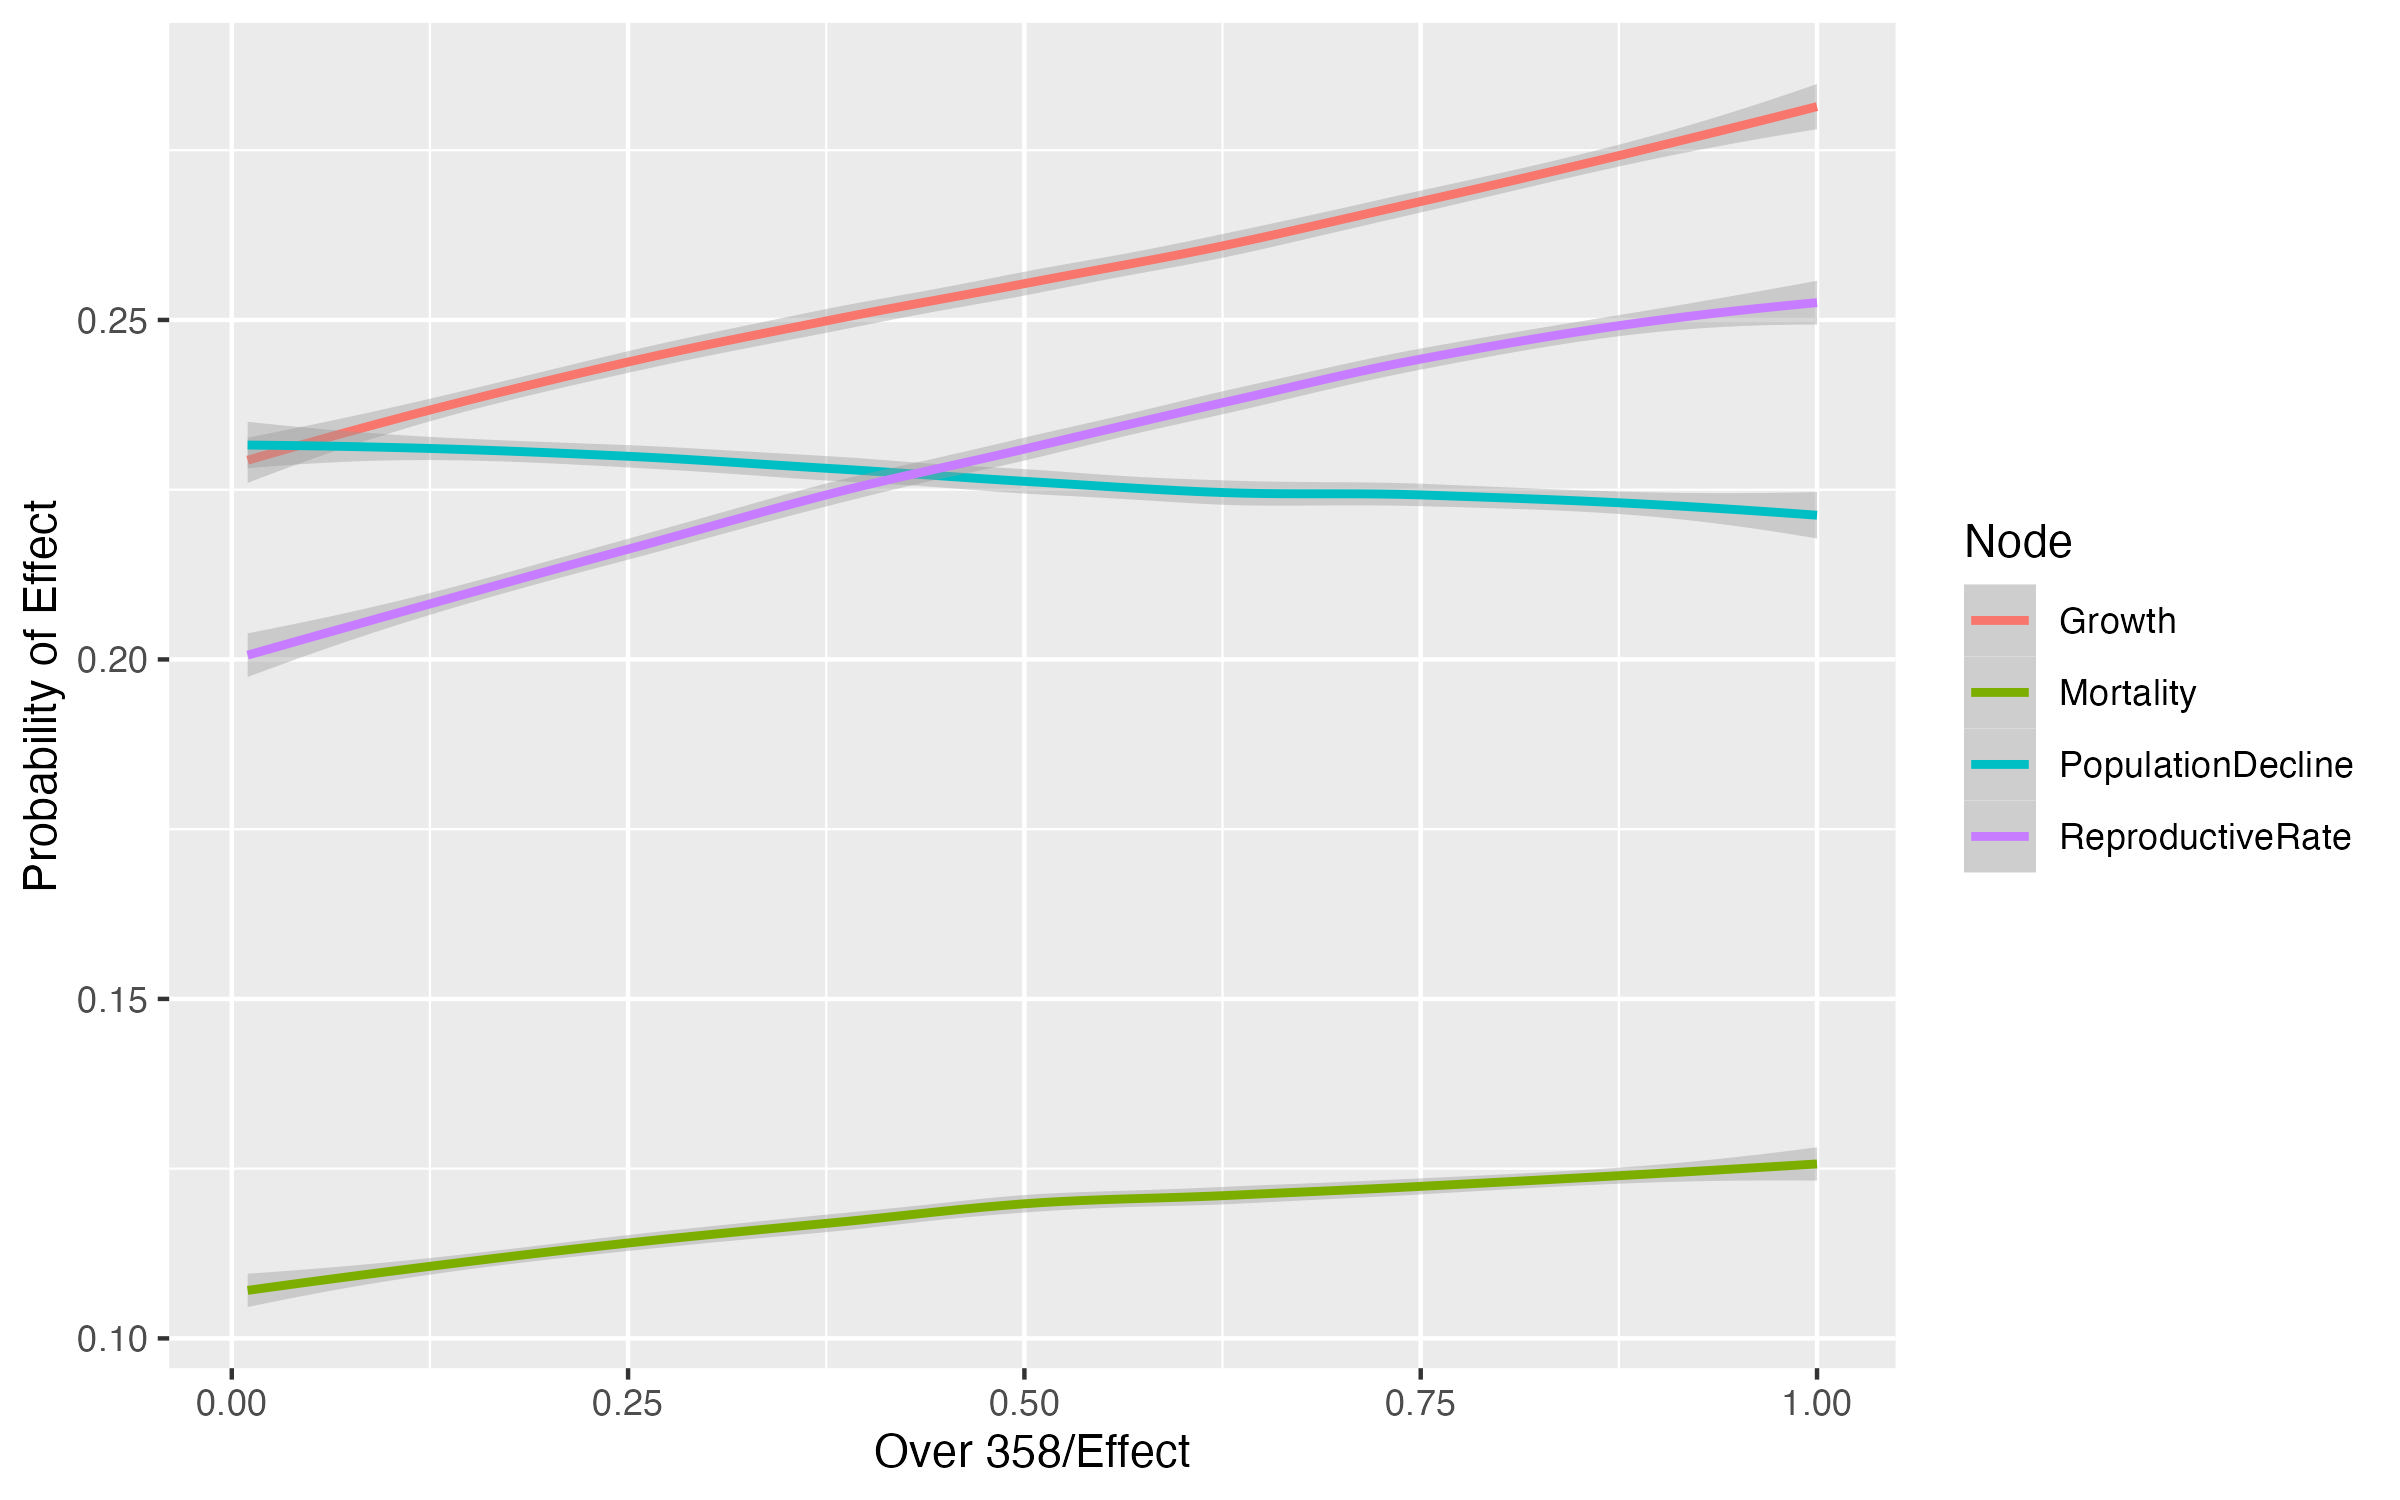 Probability of Effect
0.25
0.20
0.15
0.10
0.00 0.25 0.50 0.75 1.00
Over 358/Effect
Node
Growth
Mortality
PopulationDecline
ReproductiveRate